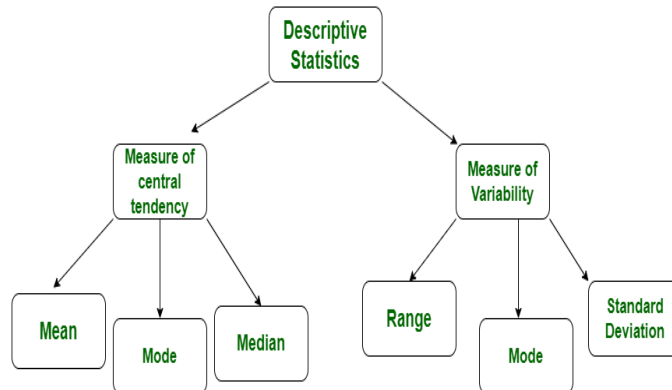 Descriptive
Statistics
Measure of
central
tendency
Measure of
Variability
Mean
Mode
Median
Range
Mode
Standard
Deviation